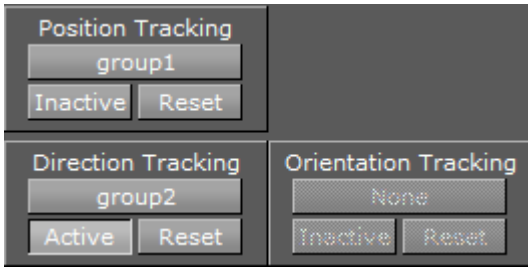 Position Tracking
group1
Inactive Reset
Direction Tracking
group2
Active Reset
Orientation Tracking
None
Inactive Reset